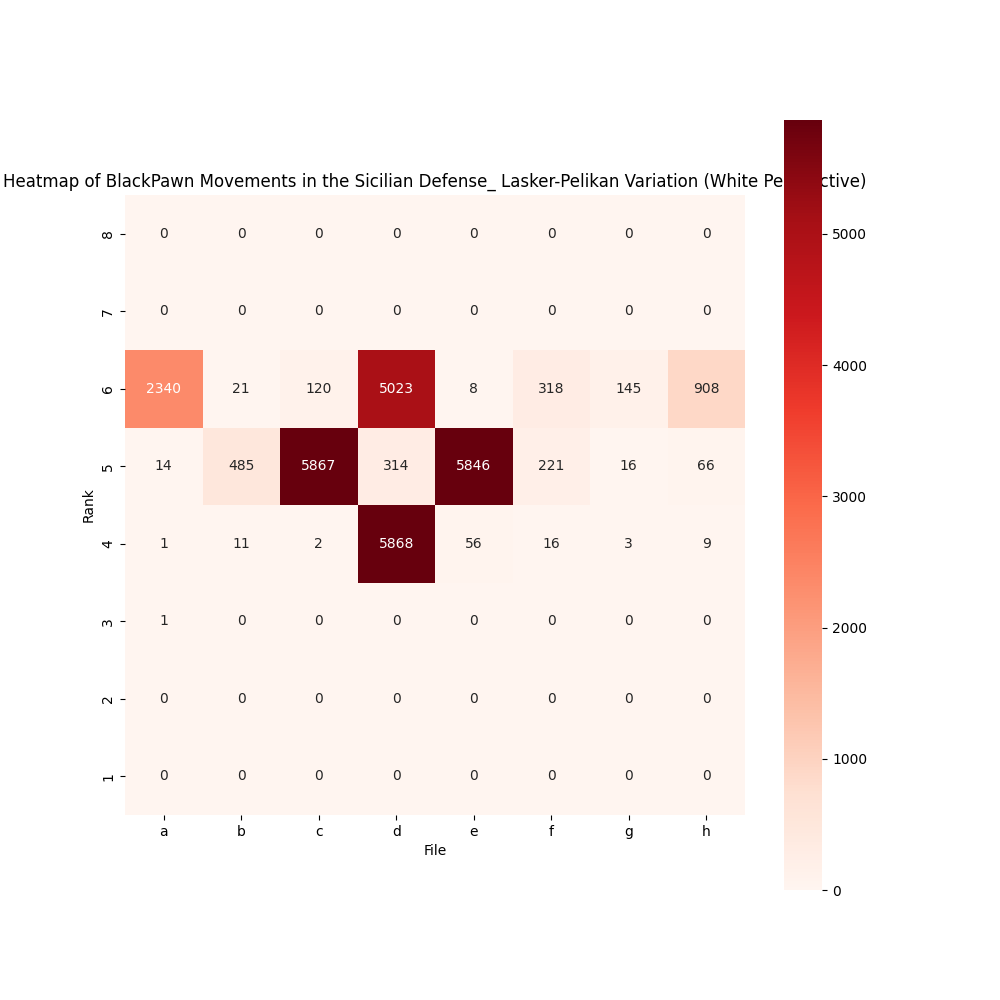 Heatmap of BlackPawn Movements in the Sicilian Defense_ Lasker-Pelikan Variation (White Pe ctive)
8 0 0 0 0 0 0 0 0
5000
7 0 0 0 0 0 0 0 0
4000
6 2340 21 120 5023 8 318 145 908
3000
5 14 485 5867 314 5846 221 16 66
Rank
4 1 11 2 5868 56 16 3 9
2000
3 1 0 0 0 0 0 0 0
2 0 0 0 0 0 0 0 0
1000
1 0 0 0 0 0 0 0 0
a b c d e f g h
File
0